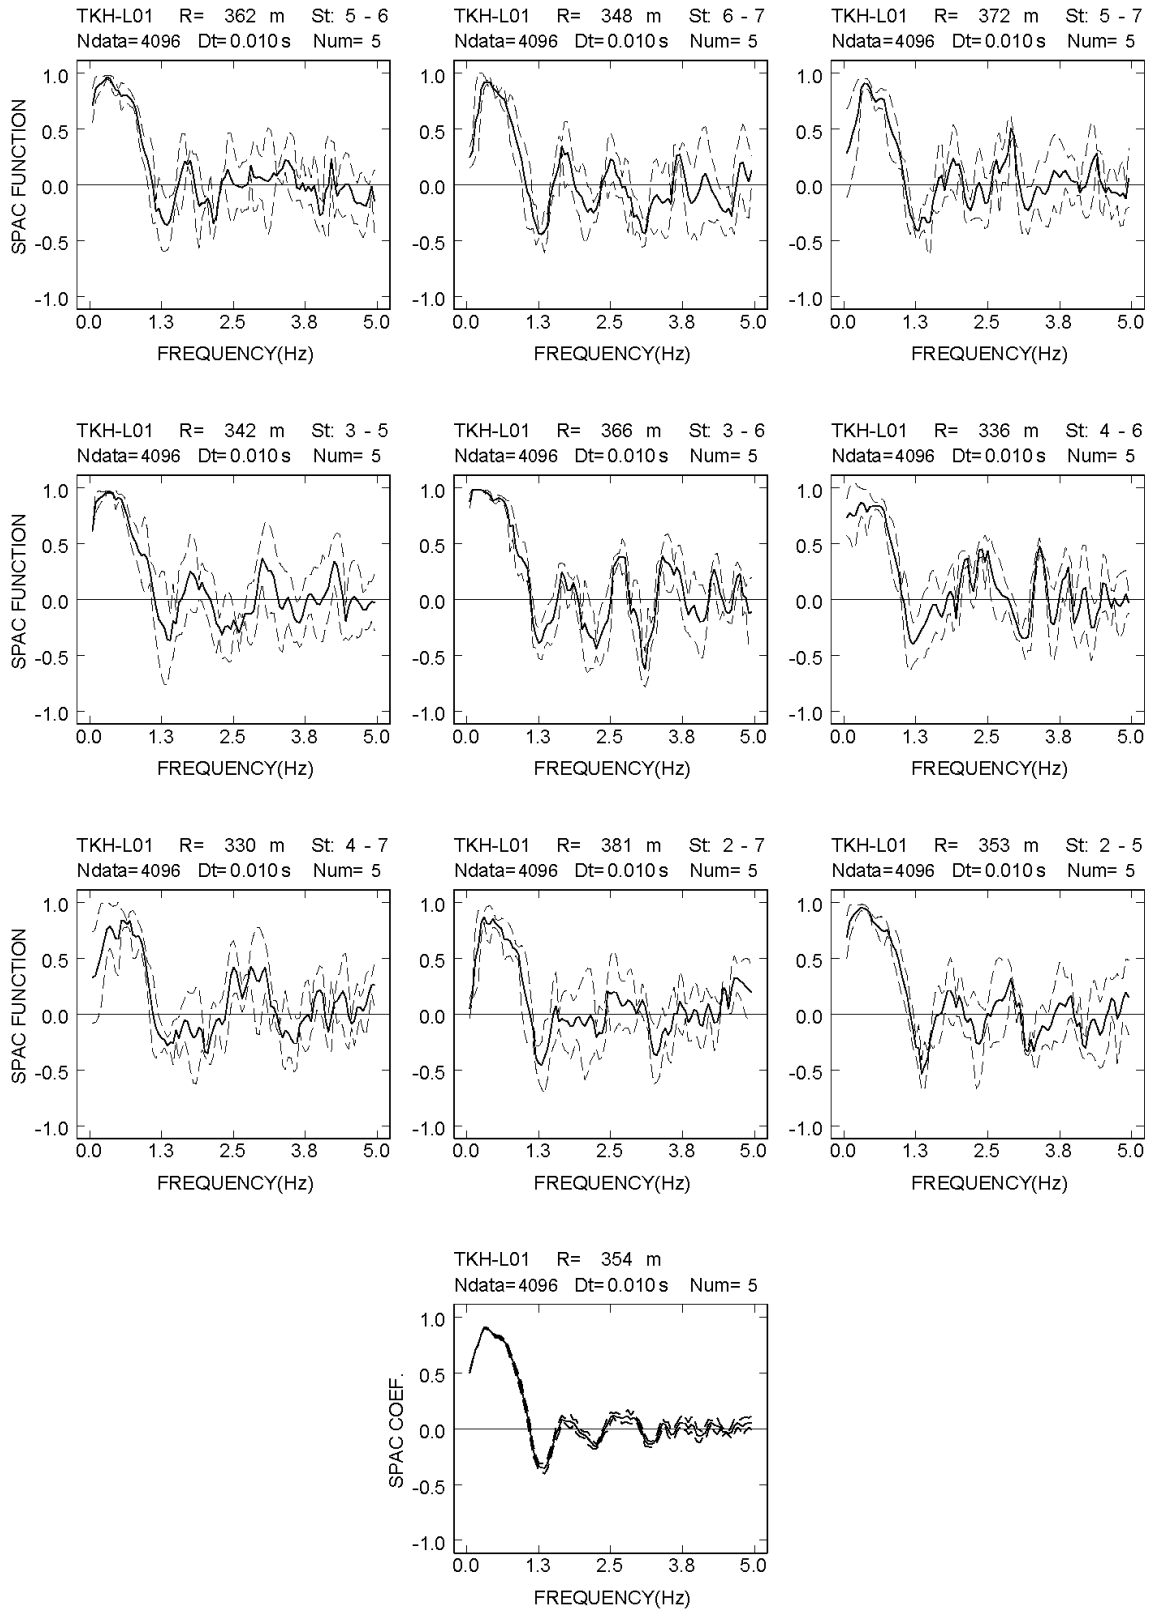 TKH-L01 R= 362 m St: 5 - 6
Ndata=4096 Dt=0.010 s Num= 5
TKH-L01 R= 348 m St: 6 - 7
Ndata=4096 Dt=0.010 s Num= 5
TKH-L01 R= 372 m St: 5 - 7
Ndata=4096 Dt=0.010 s Num= 5
SPAC FUNCTION
1.0
0.5
0.0
-0.5
-1.0
0.0 1.3 2.5 3.8 5.0
FREQUENCY(Hz)
1.0
0.5
0.0
-0.5
-1.0
0.0 1.3 2.5 3.8 5.0
FREQUENCY(Hz)
1.0
0.5
0.0
-0.5
-1.0
0.0 1.3 2.5 3.8 5.0
FREQUENCY(Hz)
TKH-L01 R= 342 m St: 3 - 5
Ndata=4096 Dt=0.010 s Num= 5
TKH-L01 R= 366 m St: 3 - 6
Ndata=4096 Dt=0.010 s Num= 5
TKH-L01 R= 336 m St: 4 - 6
Ndata=4096 Dt=0.010 s Num= 5
SPAC FUNCTION
1.0
0.5
0.0
-0.5
-1.0
0.0 1.3 2.5 3.8 5.0
FREQUENCY(Hz)
1.0
0.5
0.0
-0.5
-1.0
0.0 1.3 2.5 3.8 5.0
FREQUENCY(Hz)
1.0
0.5
0.0
-0.5
-1.0
0.0 1.3 2.5 3.8 5.0
FREQUENCY(Hz)
TKH-L01 R= 330 m St: 4 - 7
Ndata=4096 Dt=0.010 s Num= 5
TKH-L01 R= 381 m St: 2 - 7
Ndata=4096 Dt=0.010 s Num= 5
TKH-L01 R= 353 m St: 2 - 5
Ndata=4096 Dt=0.010 s Num= 5
SPAC FUNCTION
1.0
0.5
0.0
-0.5
-1.0
0.0 1.3 2.5 3.8 5.0
FREQUENCY(Hz)
1.0
0.5
0.0
-0.5
-1.0
0.0 1.3 2.5 3.8 5.0
FREQUENCY(Hz)
1.0
0.5
0.0
-0.5
-1.0
0.0 1.3 2.5 3.8 5.0
FREQUENCY(Hz)
TKH-L01 R= 354 m
Ndata=4096 Dt=0.010 s Num= 5
SPAC COEF.
1.0
0.5
0.0
-0.5
-1.0
0.0 1.3 2.5 3.8 5.0
FREQUENCY(Hz)